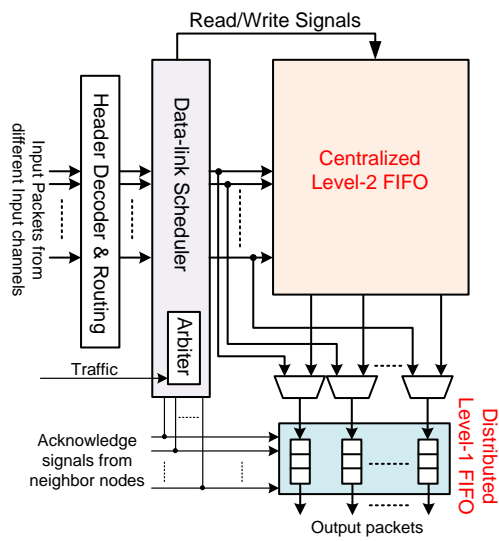 Read/Write Signals
Input Packets from
different Input channels
Header Decoder & Routing
Data-link Scheduler
Centralized
Level-2 FIFO
Arbiter
Traffic
Acknowledge
signals from
neighbor nodes
Distributed
Level-1 FIFO
Output packets